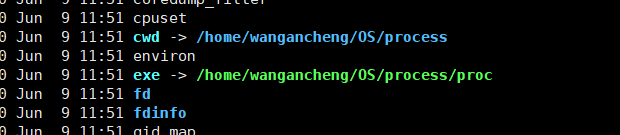 0 Jun  9 11:51 coredump_filter
0 Jun  9 11:51 cpuset
0 Jun  9 11:51 cwd -> /home/wangancheng/OS/process
0 Jun  9 11:51 environ
0 Jun  9 11:51 exe -> /home/wangancheng/OS/process/proc
0 Jun  9 11:51 fd
0 Jun  9 11:51 fdinfo
0 Jun  9 11:51 gid_map